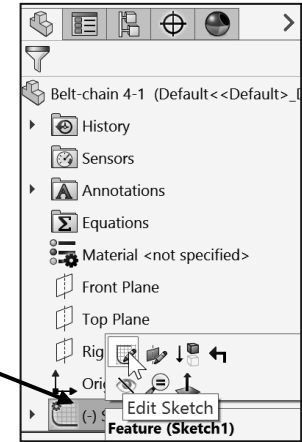 Belt-chain 4-1 (Default<<Default>_D
History
Sensors
Annotations
Equations
Material <not specified>
Front Plane
Top Plane
Rig
Ori
Edit Sketch
(-) S
Feature (Sketch1)